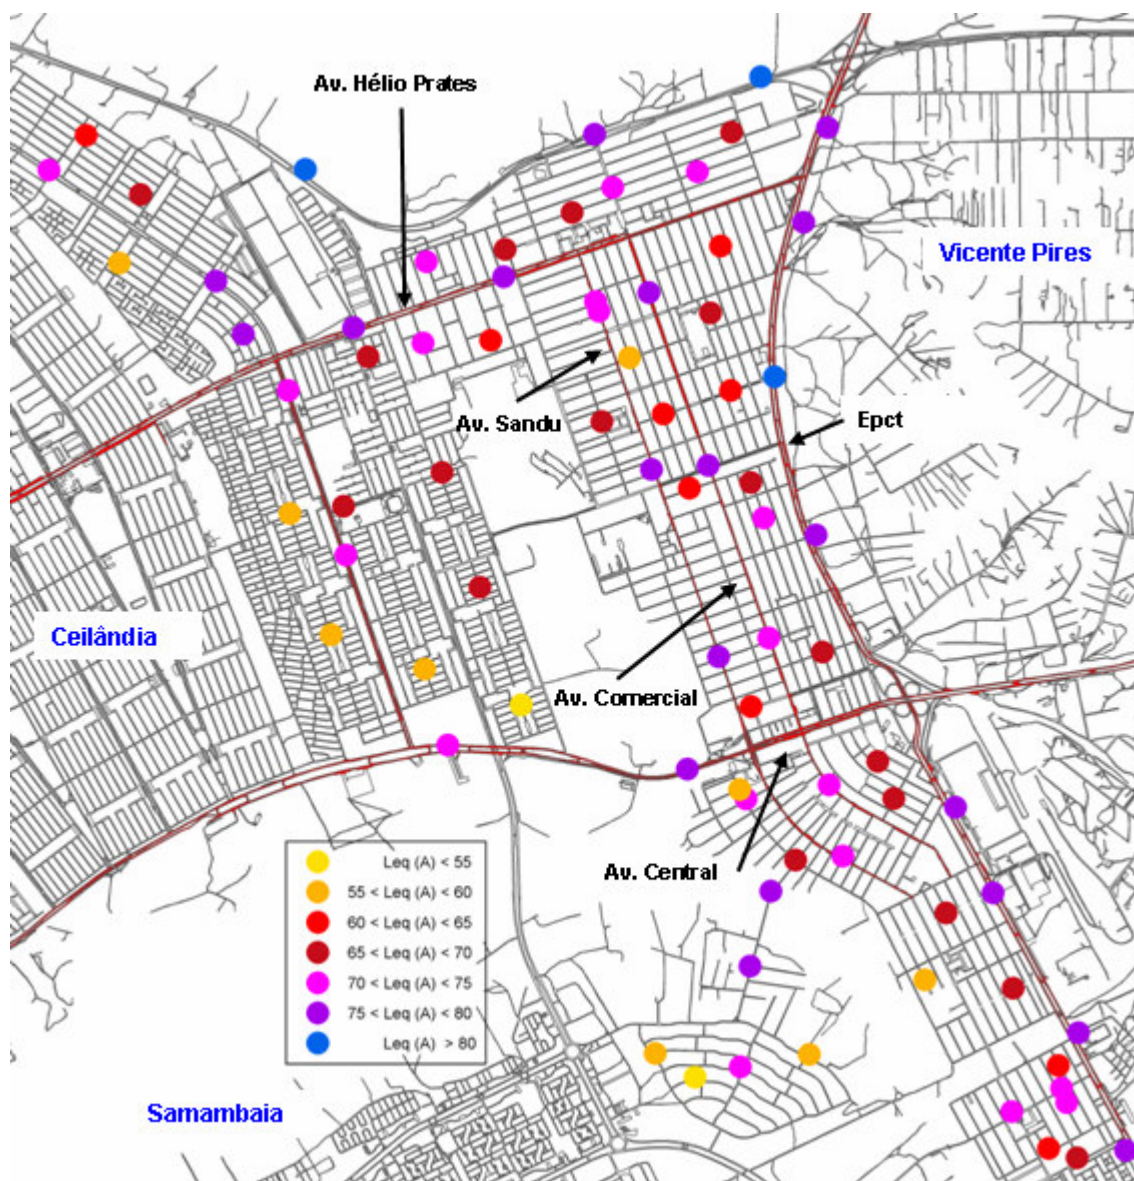 Av. Hélio Prates
Vicente Pires
Av. Sandu
Epct
Ceilândia
Av. Comercial
Av. Central
Leq (A) < 55
55 < Leq (A) < 60
60 < Leq (A) < 65
65 < Leq (A) < 70
70 < Leq (A) < 75
75 < Leq (A) < 80
Leq (A) > 80
Samambaia